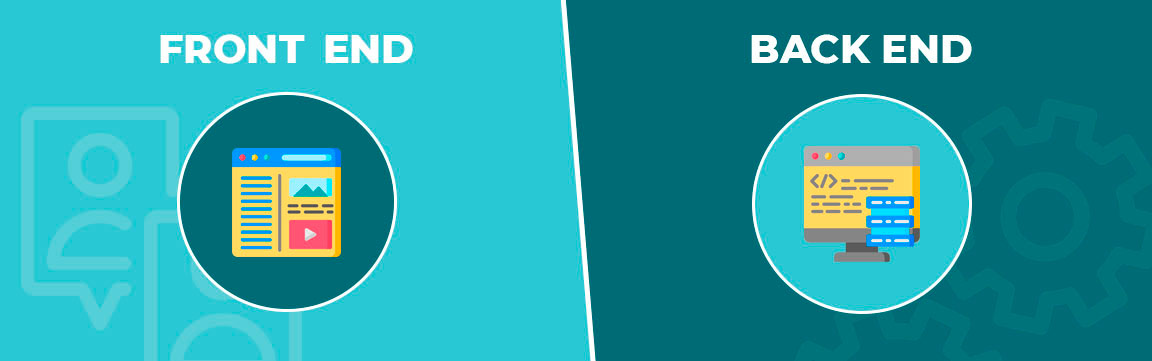 FRONT END
BACK END
</>